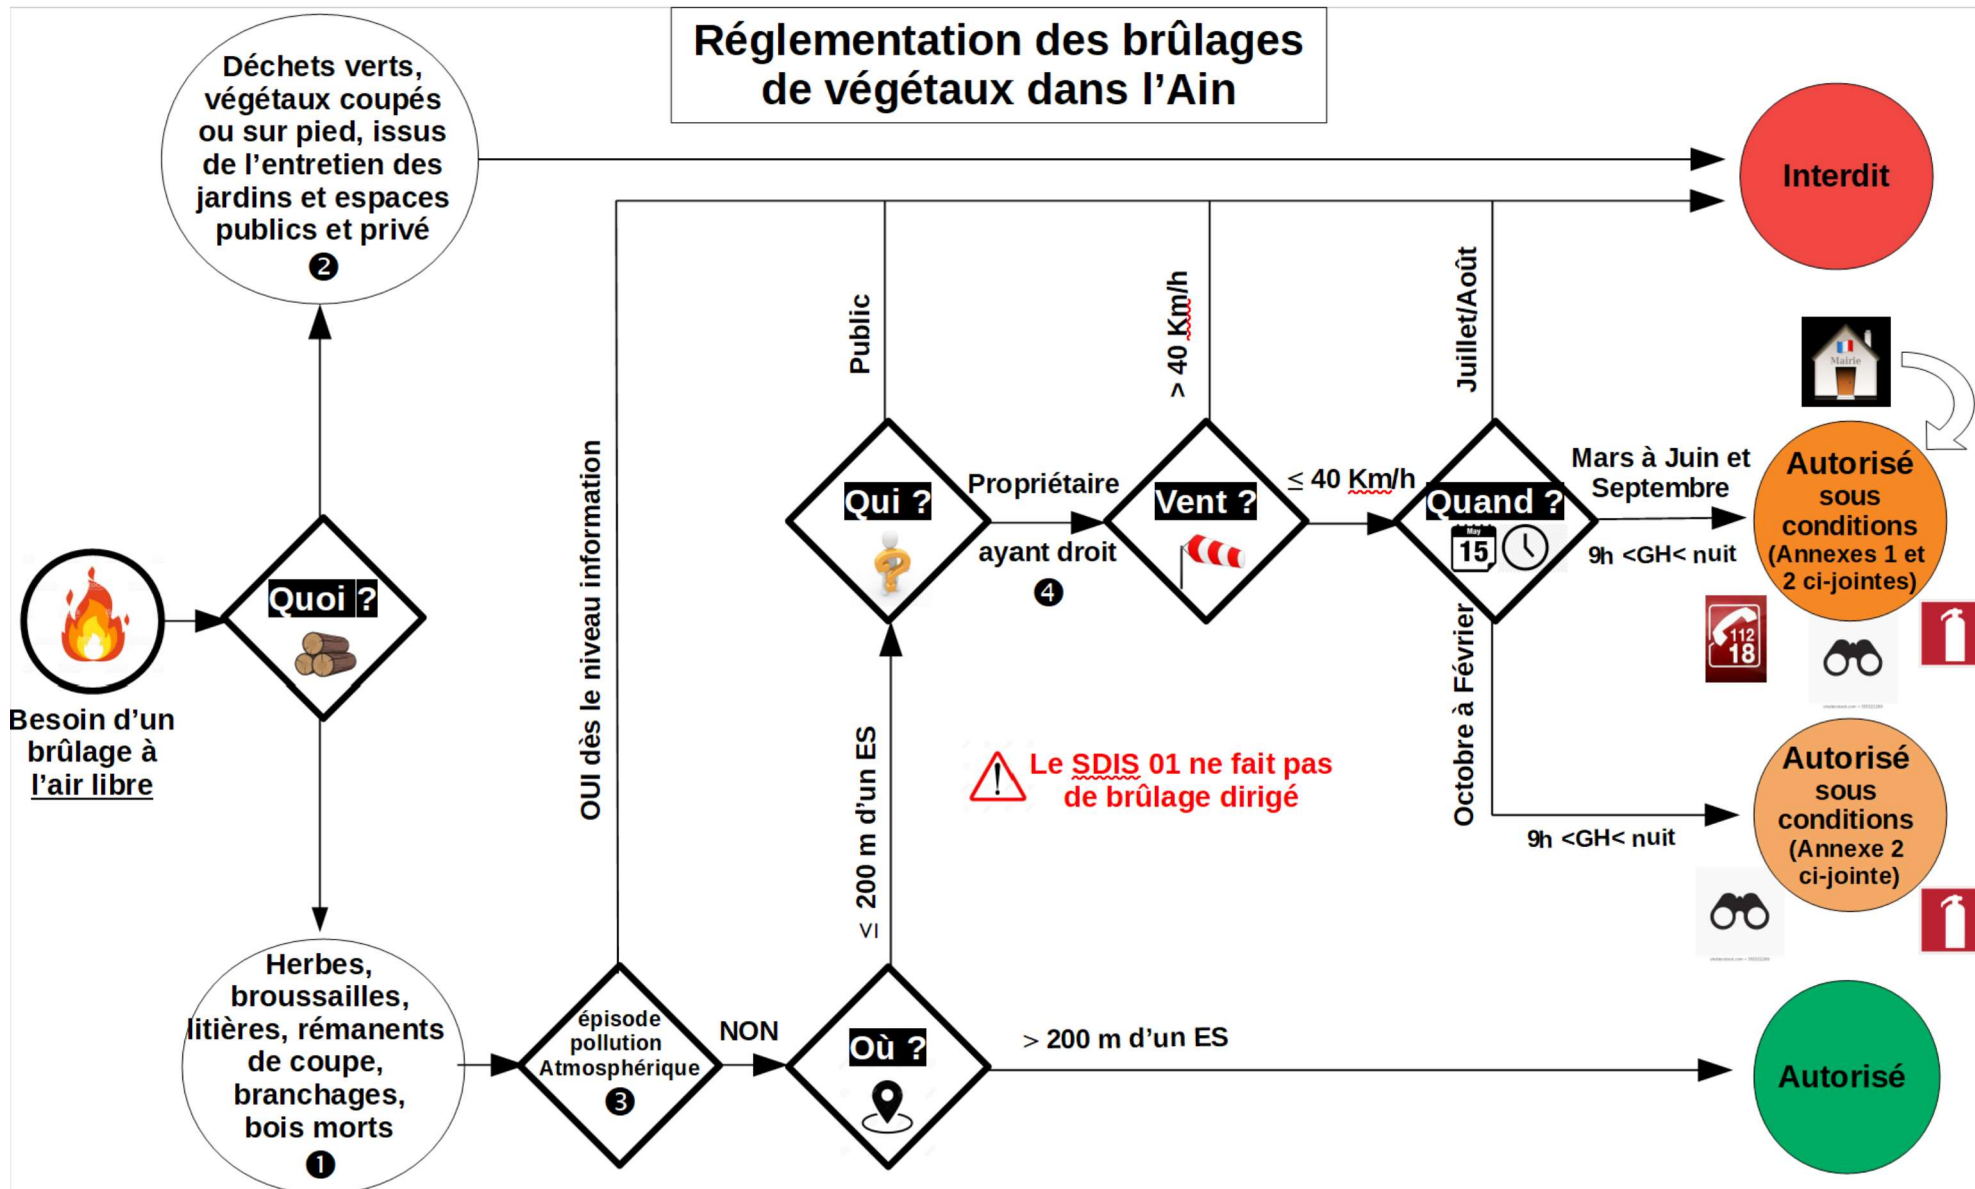 Réglementation des brûlages
de végétaux dans l'Ain
Déchets verts,
végétaux coupés
ou sur pied, issus
de l'entretien des
jardins et espaces
publics et privé
❷
Interdit
Besoin d'un
brûlage à
l'air libre
Quoi ?
Herbes,
broussailles,
litières, rémanents
de coupe,
branchages,
bois morts
❶
OUI dès le niveau information
épisode
pollution
Atmosphérique
❸
NON
Où ?
≤ 200 m d'un ES
> 200 m d'un ES
Autorisé
Public
Qui ?
Propriétaire
ayant droit
❹
> 40 Km/h
Vent ?
≤ 40 Km/h
Juillet/Août
Quand ?
May
15
Octobre à Février
Mars à Juin et
Septembre
9h <GH< nuit
Mairie
Autorisé
sous
conditions
(Annexes 1 et
2 ci-jointes)
112
18
Le SDIS 01 ne fait pas
de brûlage dirigé
9h <GH< nuit
Autorisé
sous
conditions
(Annexe 2
ci-jointe)